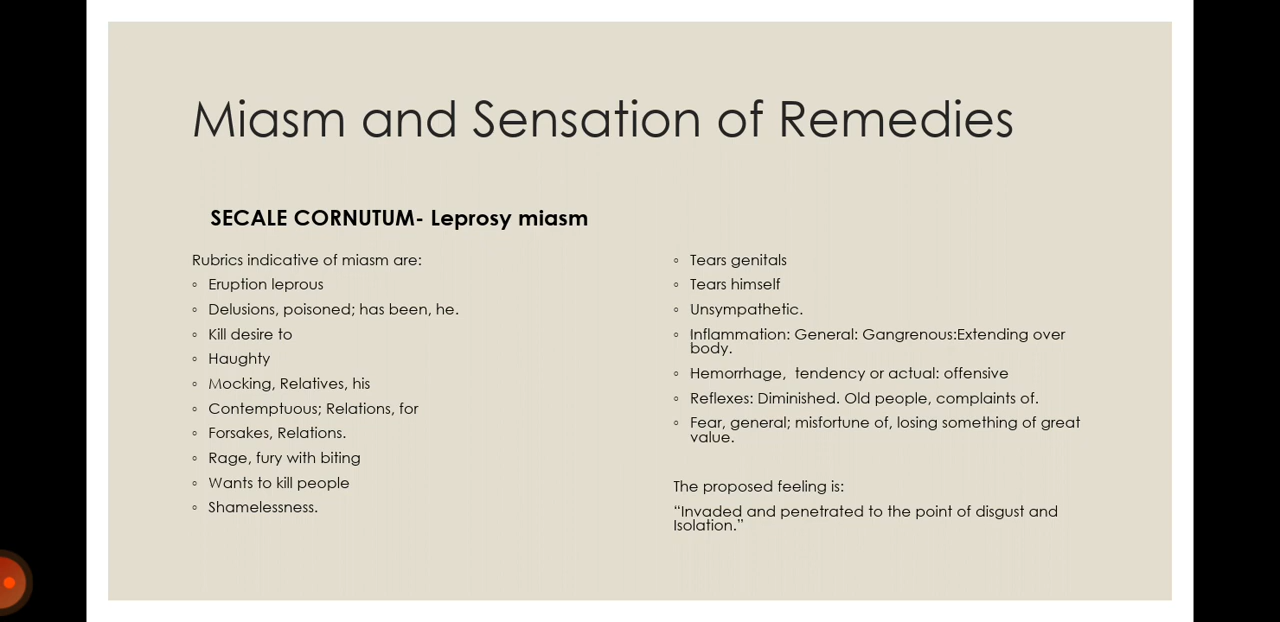 Miasm and Sensation of Remedies
SECALE CORNUTUM- Leprosy miasm
Rubrics indicative of miasm are:
◦ Eruption leprous
◦ Delusions, poisoned; has been, he.
◦ Kill desire to
◦ Haughty
◦ Mocking, Relatives, his
◦ Contemptuous; Relations, for
◦ Forsakes, Relations.
◦ Rage, fury with biting
◦ Wants to kill people
◦ Shamelessness.
◦ Tears genitals
◦ Tears himself
◦ Unsympathetic.
◦ Inflammation: General: Gangrenous:Extending over
body.
◦ Hemorrhage,  tendency or actual: offensive
◦ Reflexes: Diminished. Old people, complaints of.
◦ Fear, general; misfortune of, losing something of great
value.
The proposed feeling is:
“Invaded and penetrated to the point of disgust and
Isolation.”